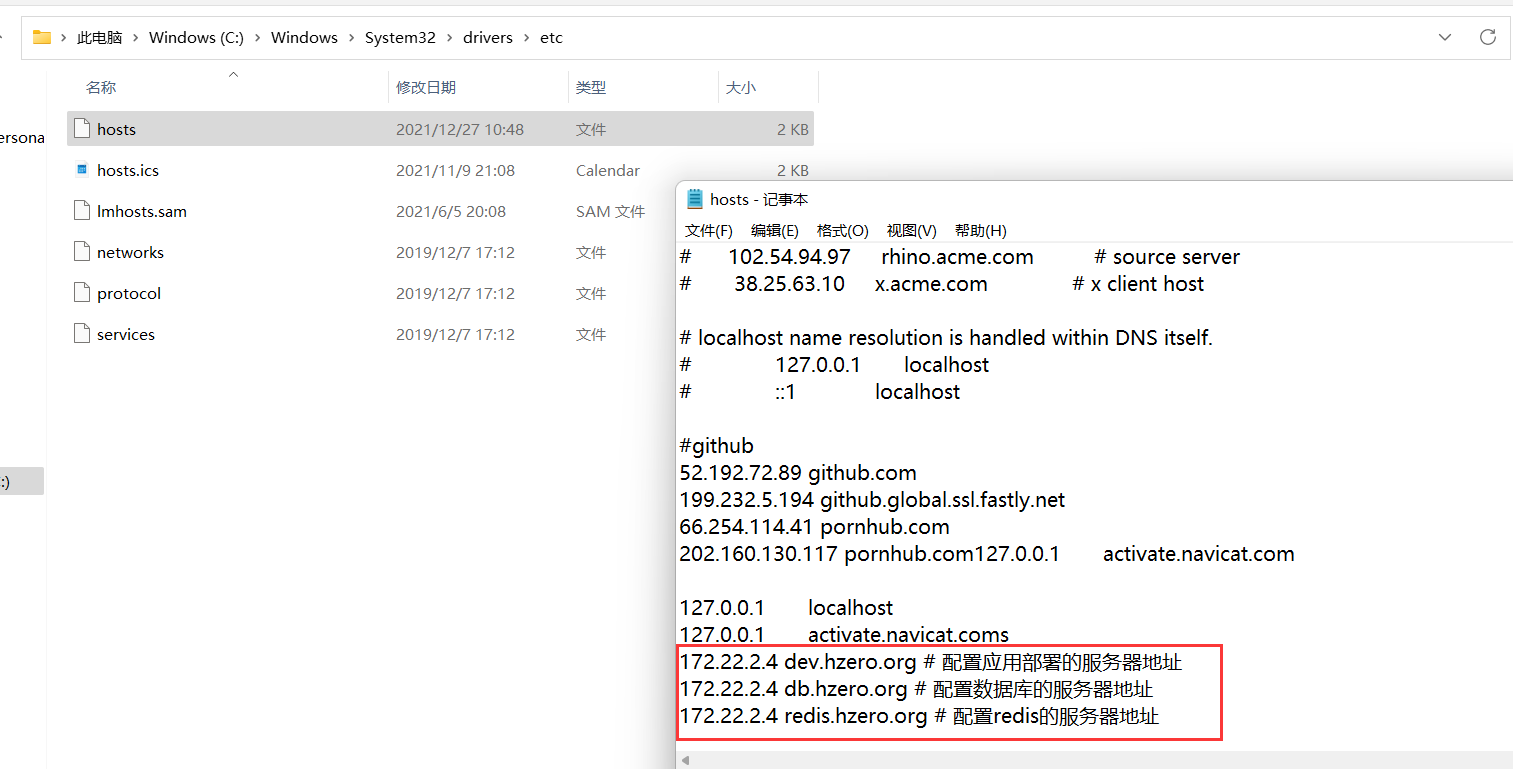 此电脑 > Windows (C:) > Windows > System32 > drivers > etc
名称 修改日期 类型 大小
ersona
hosts 2021/12/27 10:48 文件 2 KB
hosts.ics 2021/11/9 21:08 Calendar 2 KB
lmhosts.sam 2021/6/5 20:08 SAM 文件
networks 2019/12/7 17:12 文件
protocol 2019/12/7 17:12 文件
services 2019/12/7 17:12 文件
:)
hosts - 记事本
文件(F) 编辑(E) 格式(O) 视图(V) 帮助(H)
# 102.54.94.97 rhino.acme.com # source server
# 38.25.63.10 x.acme.com # x client host
# localhost name resolution is handled within DNS itself.
# 127.0.0.1 localhost
# ::1 localhost
#github
52.192.72.89 github.com
199.232.5.194 github.global.ssl.fastly.net
66.254.114.41 pornhub.com
202.160.130.117 pornhub.com127.0.0.1 activate.navicat.com
127.0.0.1 localhost
127.0.0.1 activate.navicat.coms
172.22.2.4 dev.hzero.org # 配置应用部署的服务器地址
172.22.2.4 db.hzero.org # 配置数据库的服务器地址
172.22.2.4 redis.hzero.org # 配置redis的服务器地址